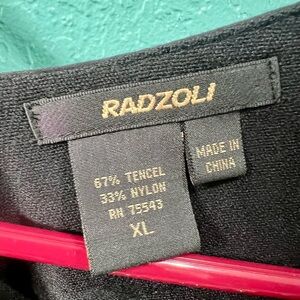 RADZOLI
67% TENCEL
33% NYLON
RN 75543
XL
MADE IN
CHINA